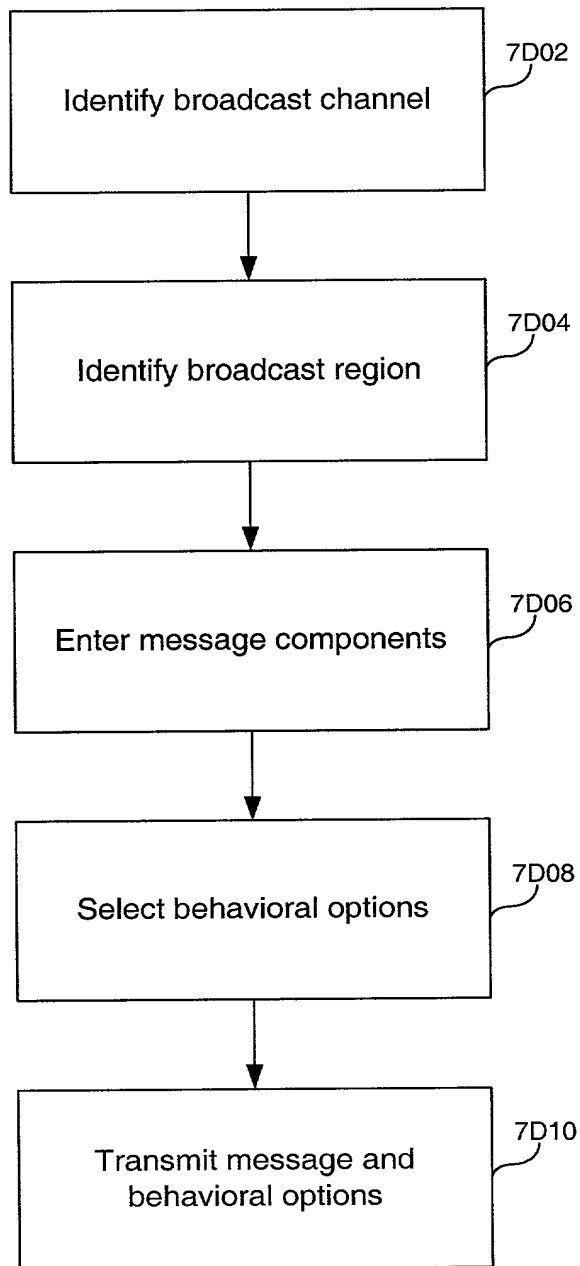 7D02
Identify broadcast channel
7D04
Identify broadcast region
7D06
Enter message components
7D08
Select behavioral options
7D10
Transmit message and
behavioral options